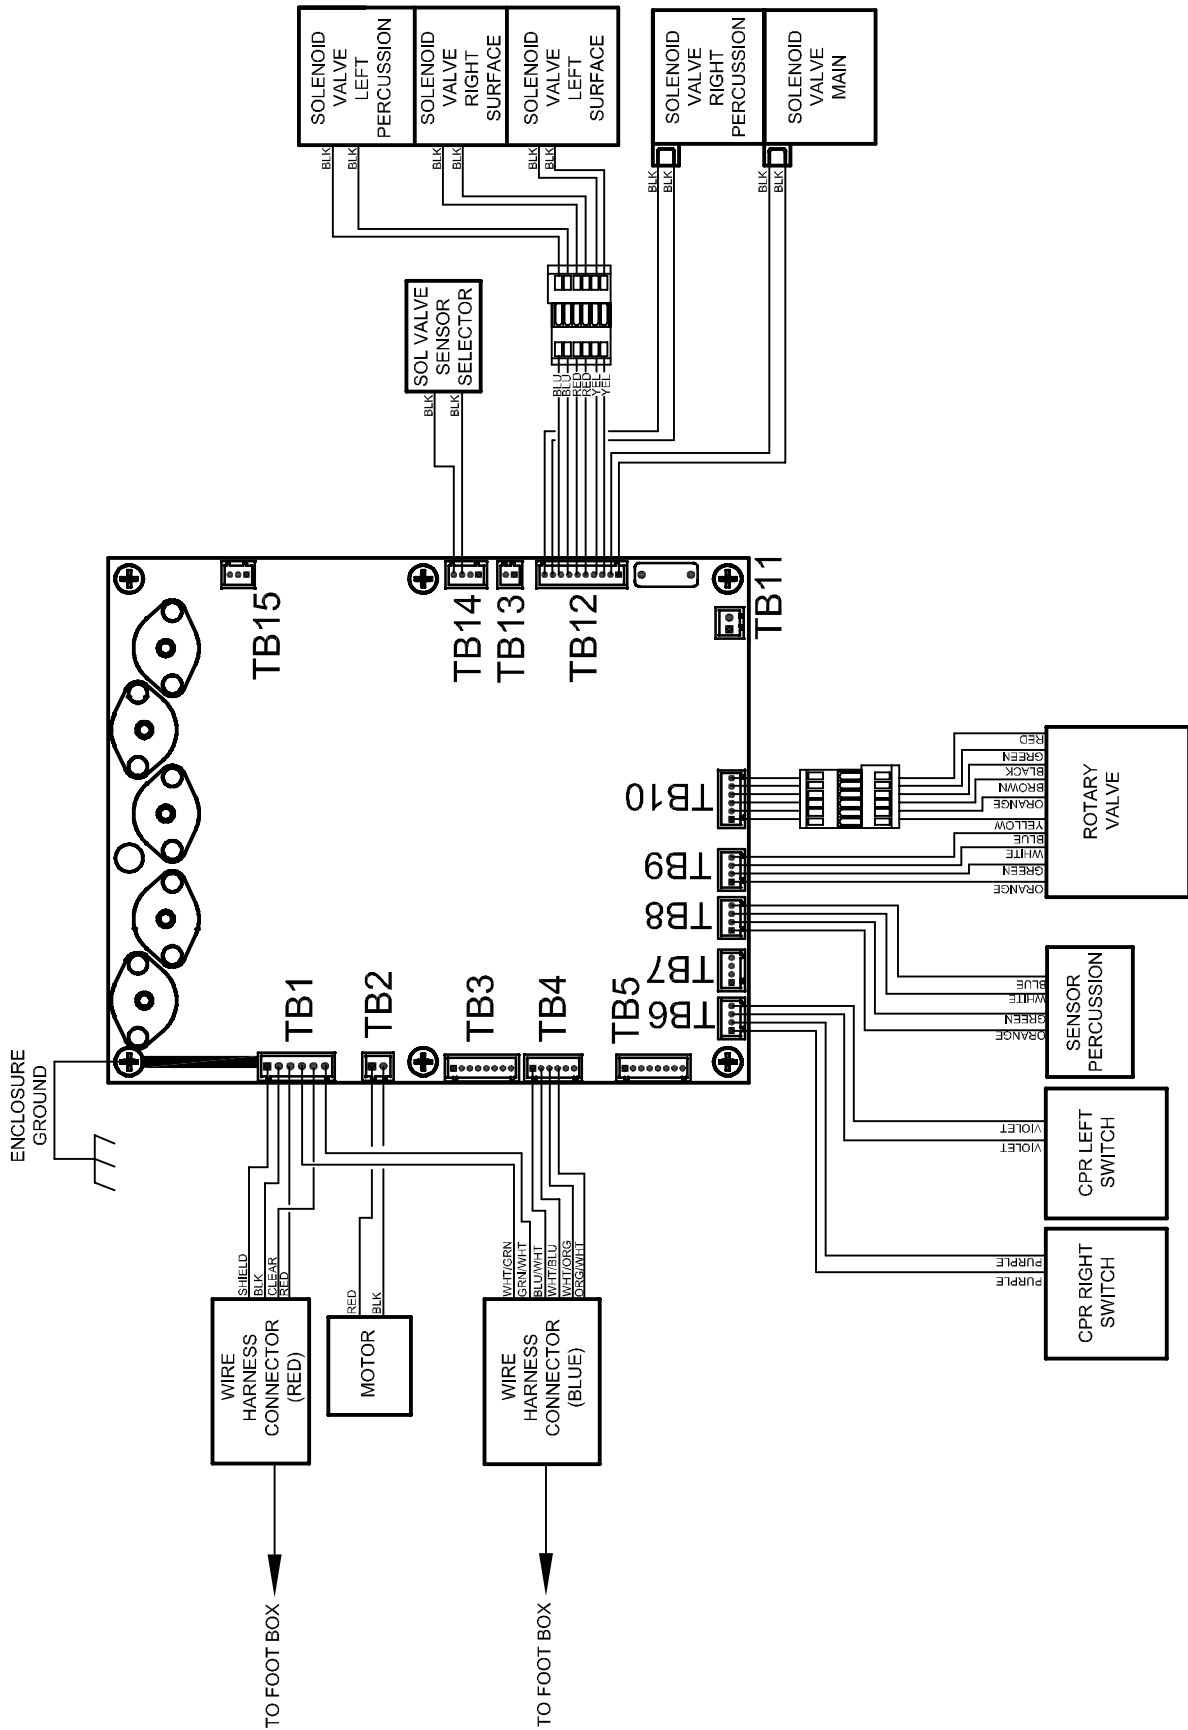 SOLENOID
VALVE
LEFT
PERCUSSION
SOLENOID
VALVE
RIGHT
SURFACE
SOLENOID
VALVE
LEFT
SURFACE
SOLENOID
VALVE
RIGHT
PERCUSSION
SOLENOID
VALVE
MAIN
BLK
BLK
BLK
BLK
BLK
BLK
BLK
BLK
BLK
BLK
SOL VALVE
SENSOR
SELECTOR
BLK
BLK
BLU
BLU
RED
RED
YEL
YEL
TB15
TB14
TB13
TB12
TB11
TB10
TB9
TB8
TB7
TB6
TB1
TB2
TB3
TB4
TB5
RED
GREEN
BLACK
BROWN
ORANGE
YELLOW
BLUE
WHITE
GREEN
ORANGE
ROTARY
VALVE
BLUE
WHITE
GREEN
ORANGE
SENSOR
PERCUSSION
VIOLET
VIOLET
CPR LEFT
SWITCH
PURPLE
PURPLE
CPR RIGHT
SWITCH
ENCLOSURE
GROUND
SHIELD
BLK
CLEAR
RED
WIRE
HARNESS
CONNECTOR
(RED)
RED
BLK
MOTOR
WHT/GRN
GRN/WHT
BLU/WHT
WHT/BLU
WHT/ORG
ORG/WHT
WIRE
HARNESS
CONNECTOR
(BLUE)
TO FOOT BOX
TO FOOT BOX